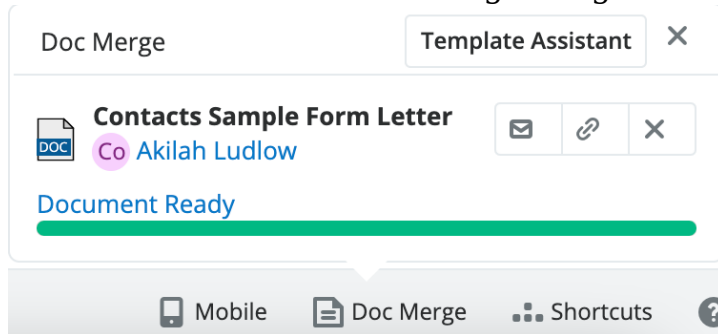 Doc Merge
Template Assistant
Contacts Sample Form Letter
DOC
Co Akilah Ludlow
Document Ready
Mobile
Doc Merge
Shortcuts
?